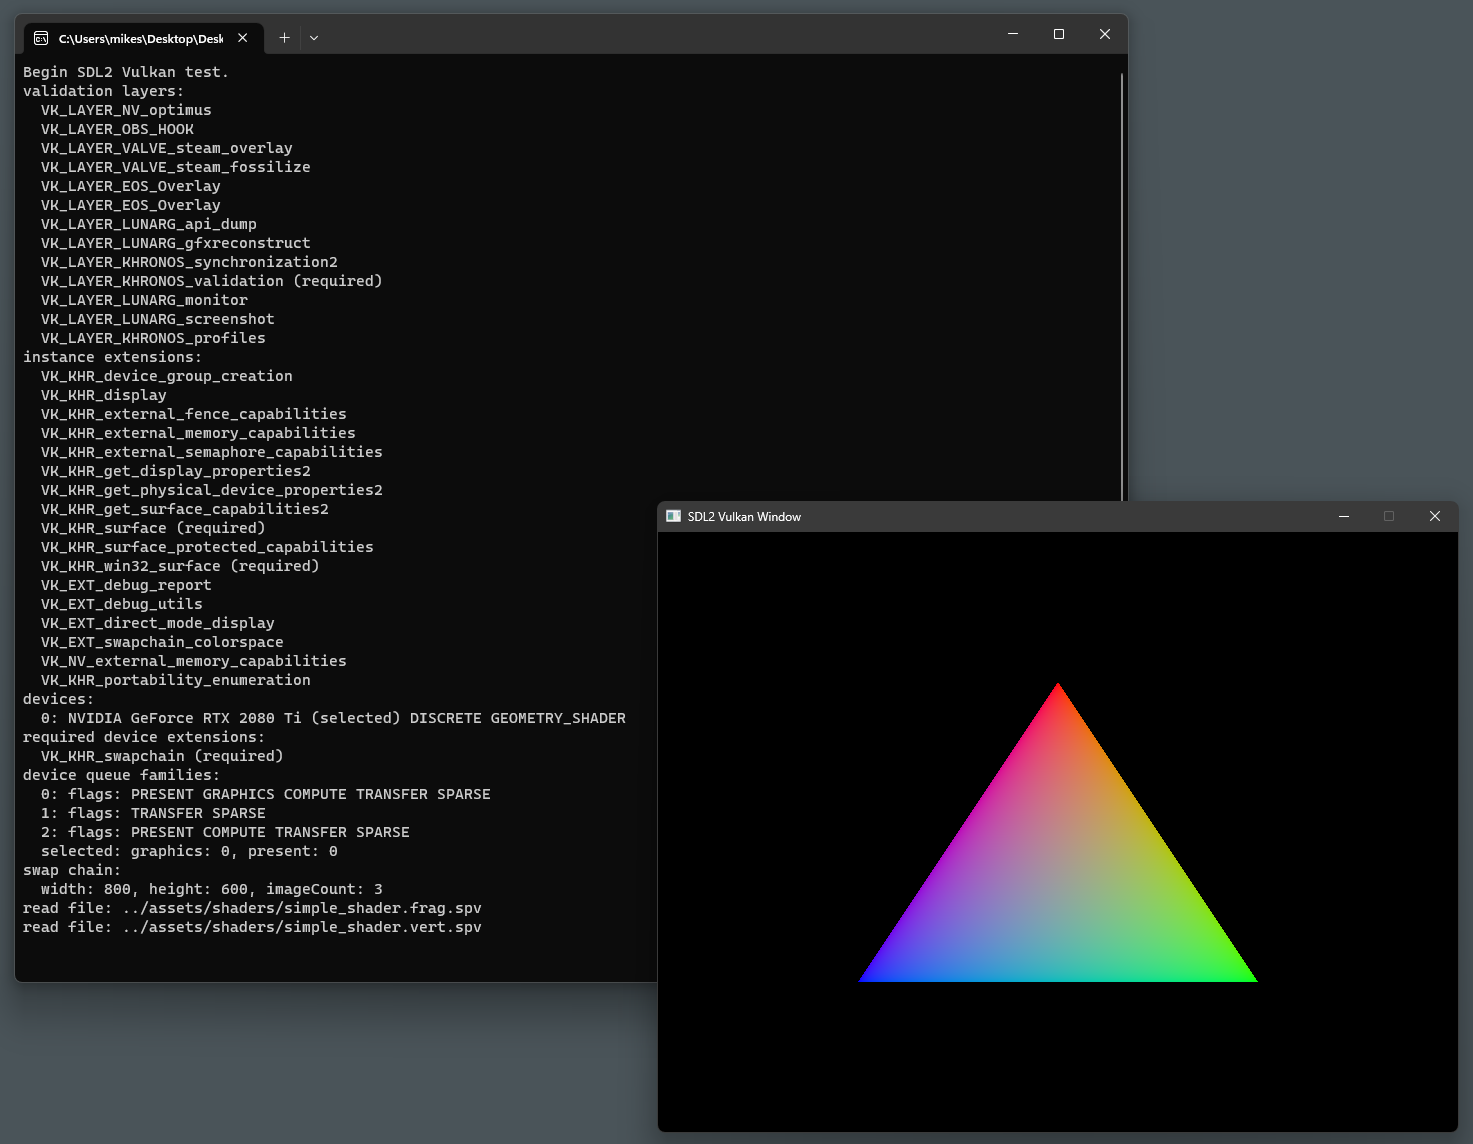 C:\Users\mikes\Desktop\Desk
Begin SDL2 Vulkan test.
validation layers:
  VK_LAYER_NV_optimus
  VK_LAYER_OBS_HOOK
  VK_LAYER_VALVE_steam_overlay
  VK_LAYER_VALVE_steam_fossilize
  VK_LAYER_EOS_Overlay
  VK_LAYER_EOS_Overlay
  VK_LAYER_LUNARG_api_dump
  VK_LAYER_LUNARG_gfxreconstruct
  VK_LAYER_KHRONOS_synchronization2
  VK_LAYER_KHRONOS_validation (required)
  VK_LAYER_LUNARG_monitor
  VK_LAYER_LUNARG_screenshot
  VK_LAYER_KHRONOS_profiles
instance extensions:
  VK_KHR_device_group_creation
  VK_KHR_display
  VK_KHR_external_fence_capabilities
  VK_KHR_external_memory_capabilities
  VK_KHR_external_semaphore_capabilities
  VK_KHR_get_display_properties2
  VK_KHR_get_physical_device_properties2
  VK_KHR_get_surface_capabilities2
  VK_KHR_surface (required)
  VK_KHR_surface_protected_capabilities
  VK_KHR_win32_surface (required)
  VK_EXT_debug_report
  VK_EXT_debug_utils
  VK_EXT_direct_mode_display
  VK_EXT_swapchain_colorspace
  VK_NV_external_memory_capabilities
  VK_KHR_portability_enumeration
devices:
  0: NVIDIA GeForce RTX 2080 Ti (selected) DISCRETE GEOMETRY_SHADER
required device extensions:
  VK_KHR_swapchain (required)
device queue families:
  0: flags: PRESENT GRAPHICS COMPUTE TRANSFER SPARSE
  1: flags: TRANSFER SPARSE
  2: flags: PRESENT COMPUTE TRANSFER SPARSE
  selected: graphics: 0, present: 0
swap chain:
  width: 800, height: 600, imageCount: 3
read file: ../assets/shaders/simple_shader.frag.spv
read file: ../assets/shaders/simple_shader.vert.spv
SDL2 Vulkan Window